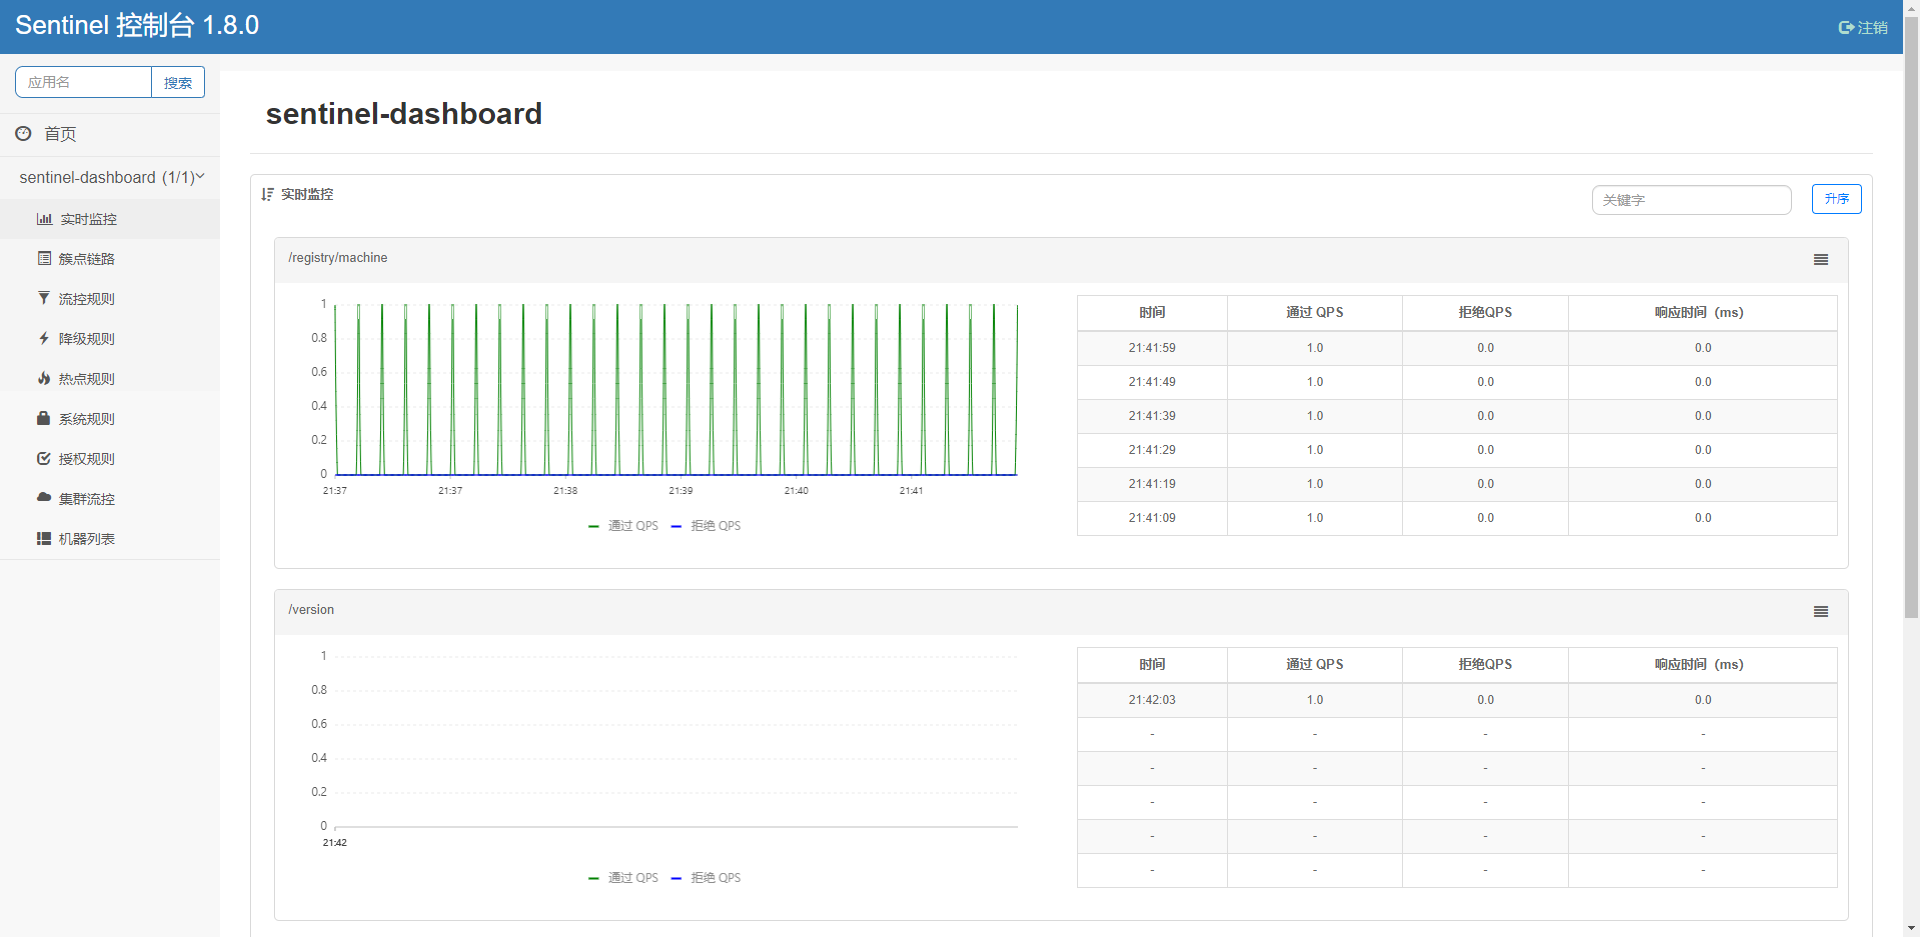 Sentinel 控制台 1.8.0
注销
应用名 搜索
首页
sentinel-dashboard (1/1)
实时监控
簇点链路
流控规则
降级规则
热点规则
系统规则
授权规则
集群流控
机器列表
sentinel-dashboard
实时监控
关键字 升序
/registry/machine
1
0.8
0.6
0.4
0.2
0
21:37 21:37 21:38 21:39 21:40 21:41
通过 QPS 拒绝 QPS
时间 通过 QPS 拒绝QPS 响应时间（ms）
21:41:59 1.0 0.0 0.0
21:41:49 1.0 0.0 0.0
21:41:39 1.0 0.0 0.0
21:41:29 1.0 0.0 0.0
21:41:19 1.0 0.0 0.0
21:41:09 1.0 0.0 0.0
/version
1
0.8
0.6
0.4
0.2
0
21:42
通过 QPS 拒绝 QPS
时间 通过 QPS 拒绝QPS 响应时间（ms）
21:42:03 1.0 0.0 0.0
- - - -
- - - -
- - - -
- - - -
- - - -